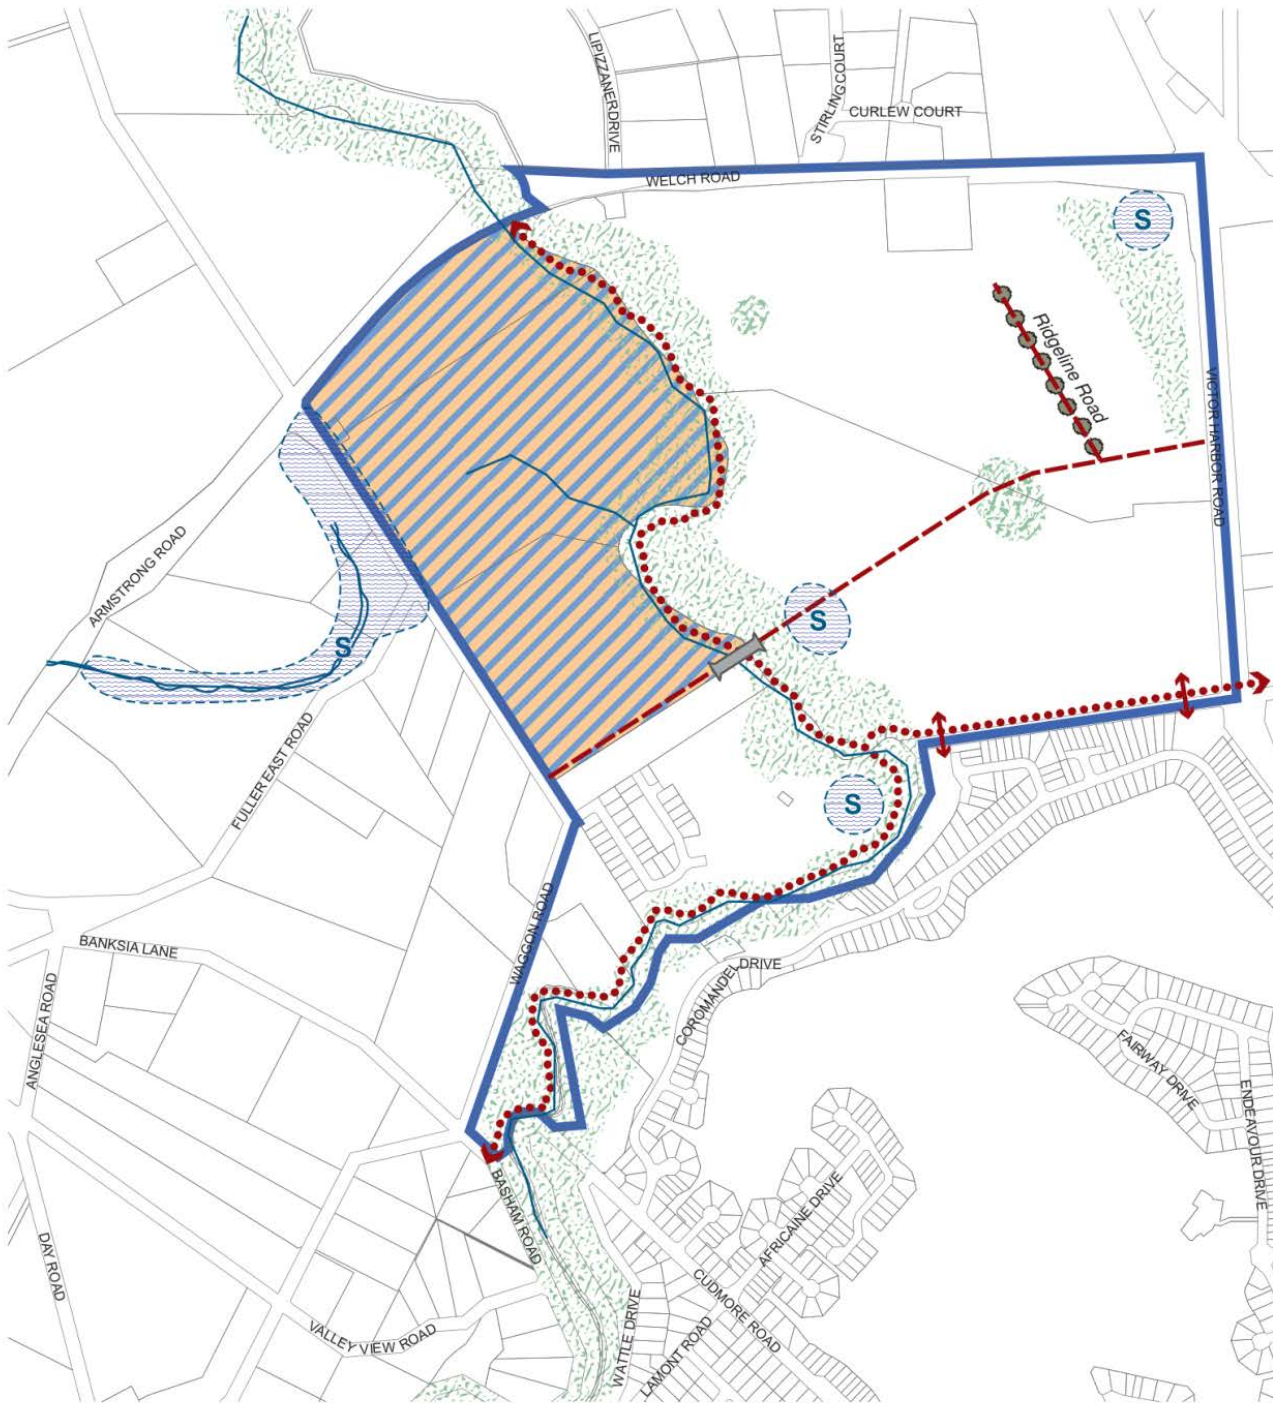 LIPIZZANERDRIVE
STIRLINGCOURT
CURLEW COURT
WELCH ROAD
S
Ridgeline Road
VICTOR HARBOR ROAD
ARMSTRONG ROAD
S
S
FULLER EAST ROAD
S
WAGGON ROAD
BANKSIA LANE
COROMANDEL DRIVE
ANGLESEA ROAD
FAIRWAY DRIVE
ENDEAVOUR DRIVE
BASHAM ROAD
AFRICAINE DRIVE
DAY ROAD
CUDMORE ROAD
VALLEY VIEW ROAD
WATTLE DRIVE
LAMONT ROAD